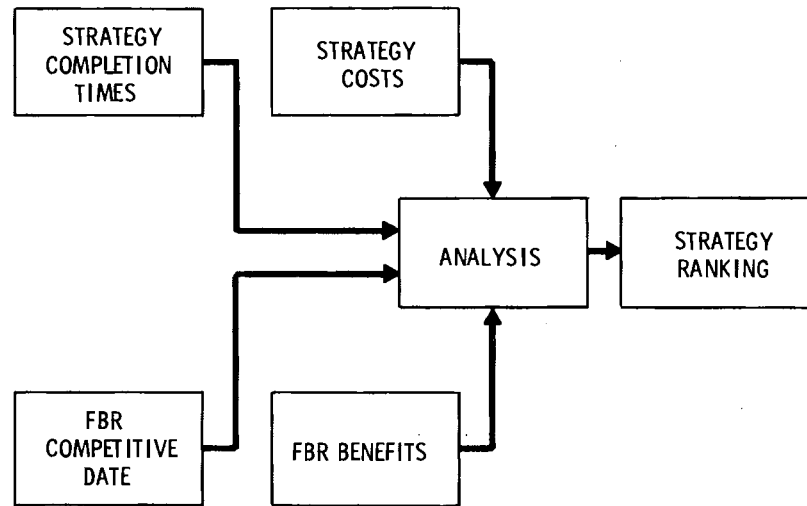 STRATEGY
COMPLETION
TIMES
STRATEGY
COSTS
ANALYSIS
STRATEGY
RANKING
FBR
COMPETITIVE
DATE
FBR BENEFITS